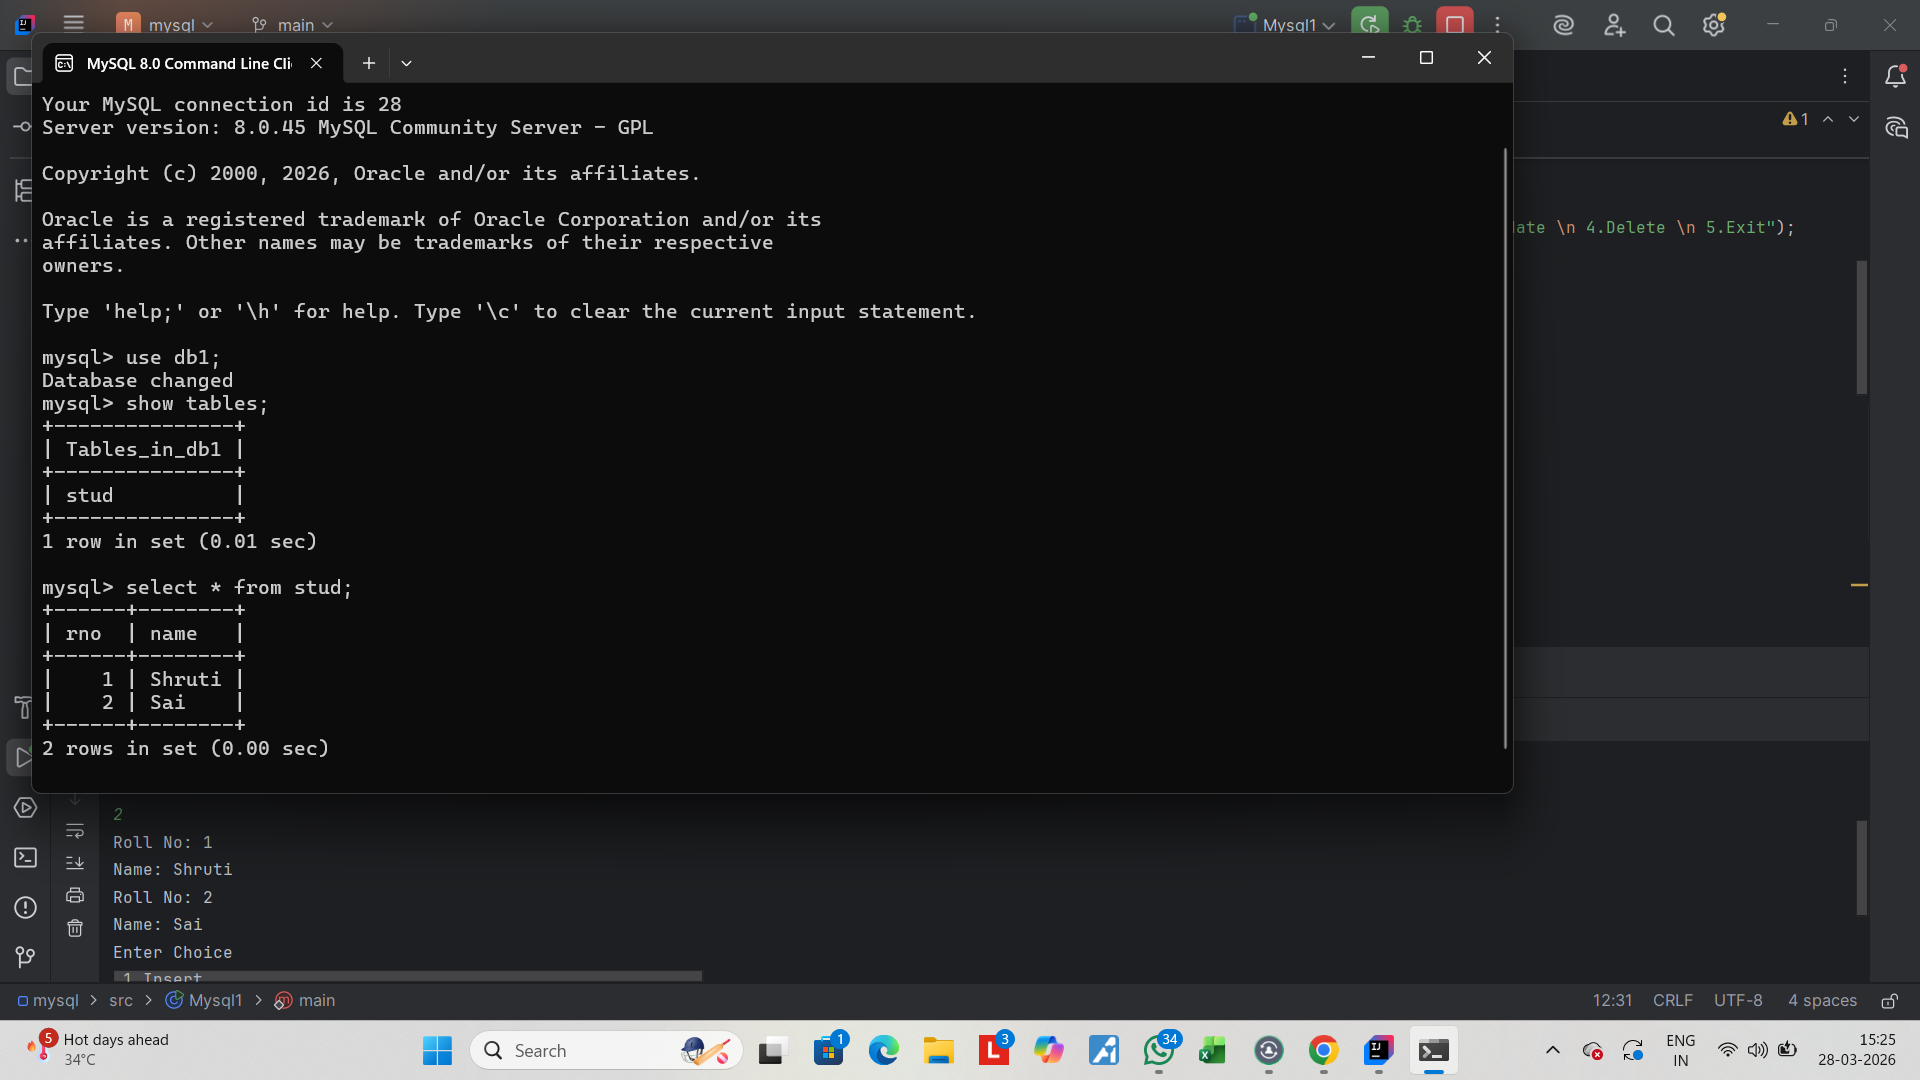 mysql
main
Mysql1
MySQL 8.0 Command Line Cli
Your MySQL connection id is 28
Server version: 8.0.45 MySQL Community Server - GPL
Copyright (c) 2000, 2026, Oracle and/or its affiliates.
Oracle is a registered trademark of Oracle Corporation and/or its
affiliates. Other names may be trademarks of their respective
owners.
Type 'help;' or '\h' for help. Type '\c' to clear the current input statement.
mysql> use db1;
Database changed
mysql> show tables;
+---------------+
| Tables_in_db1 |
+---------------+
| stud          |
+---------------+
1 row in set (0.01 sec)
mysql> select * from stud;
+------+--------+
| rno  | name   |
+------+--------+
|    1 | Shruti |
|    2 | Sai    |
+------+--------+
2 rows in set (0.00 sec)
1
\n 4.Delete \n 5.Exit");
2
Roll No: 1
Name: Shruti
Roll No: 2
Name: Sai
Enter Choice
1 Insert
mysql > src > Mysql1 > main
12:31 CRLF UTF-8 4 spaces
5
Hot days ahead
34°C
Search
1
3
34
ENG
IN
15:25
28-03-2026